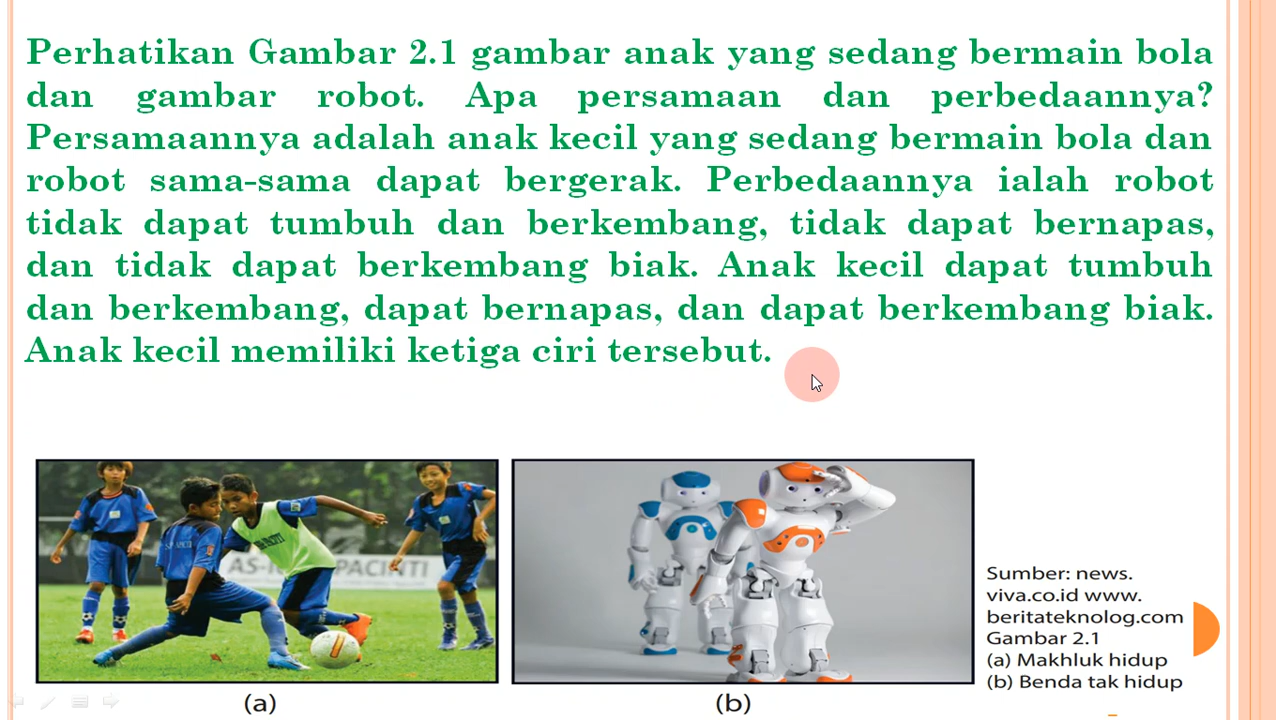 Perhatikan Gambar 2.1 gambar anak yang sedang bermain bola
dan gambar robot. Apa persamaan dan perbedaannya?
Persamaannya adalah anak kecil yang sedang bermain bola dan
robot sama-sama dapat bergerak. Perbedaannya ialah robot
tidak dapat tumbuh dan berkembang, tidak dapat bernapas,
dan tidak dapat berkembang biak. Anak kecil dapat tumbuh
dan berkembang, dapat bernapas, dan dapat berkembang biak.
Anak kecil memiliki ketiga ciri tersebut.
PACINTI
Sumber: news.
viva.co.id www.
beritateknolog.com
Gambar 2.1
(a) Makhluk hidup
(b) Benda tak hidup
(a)
(b)